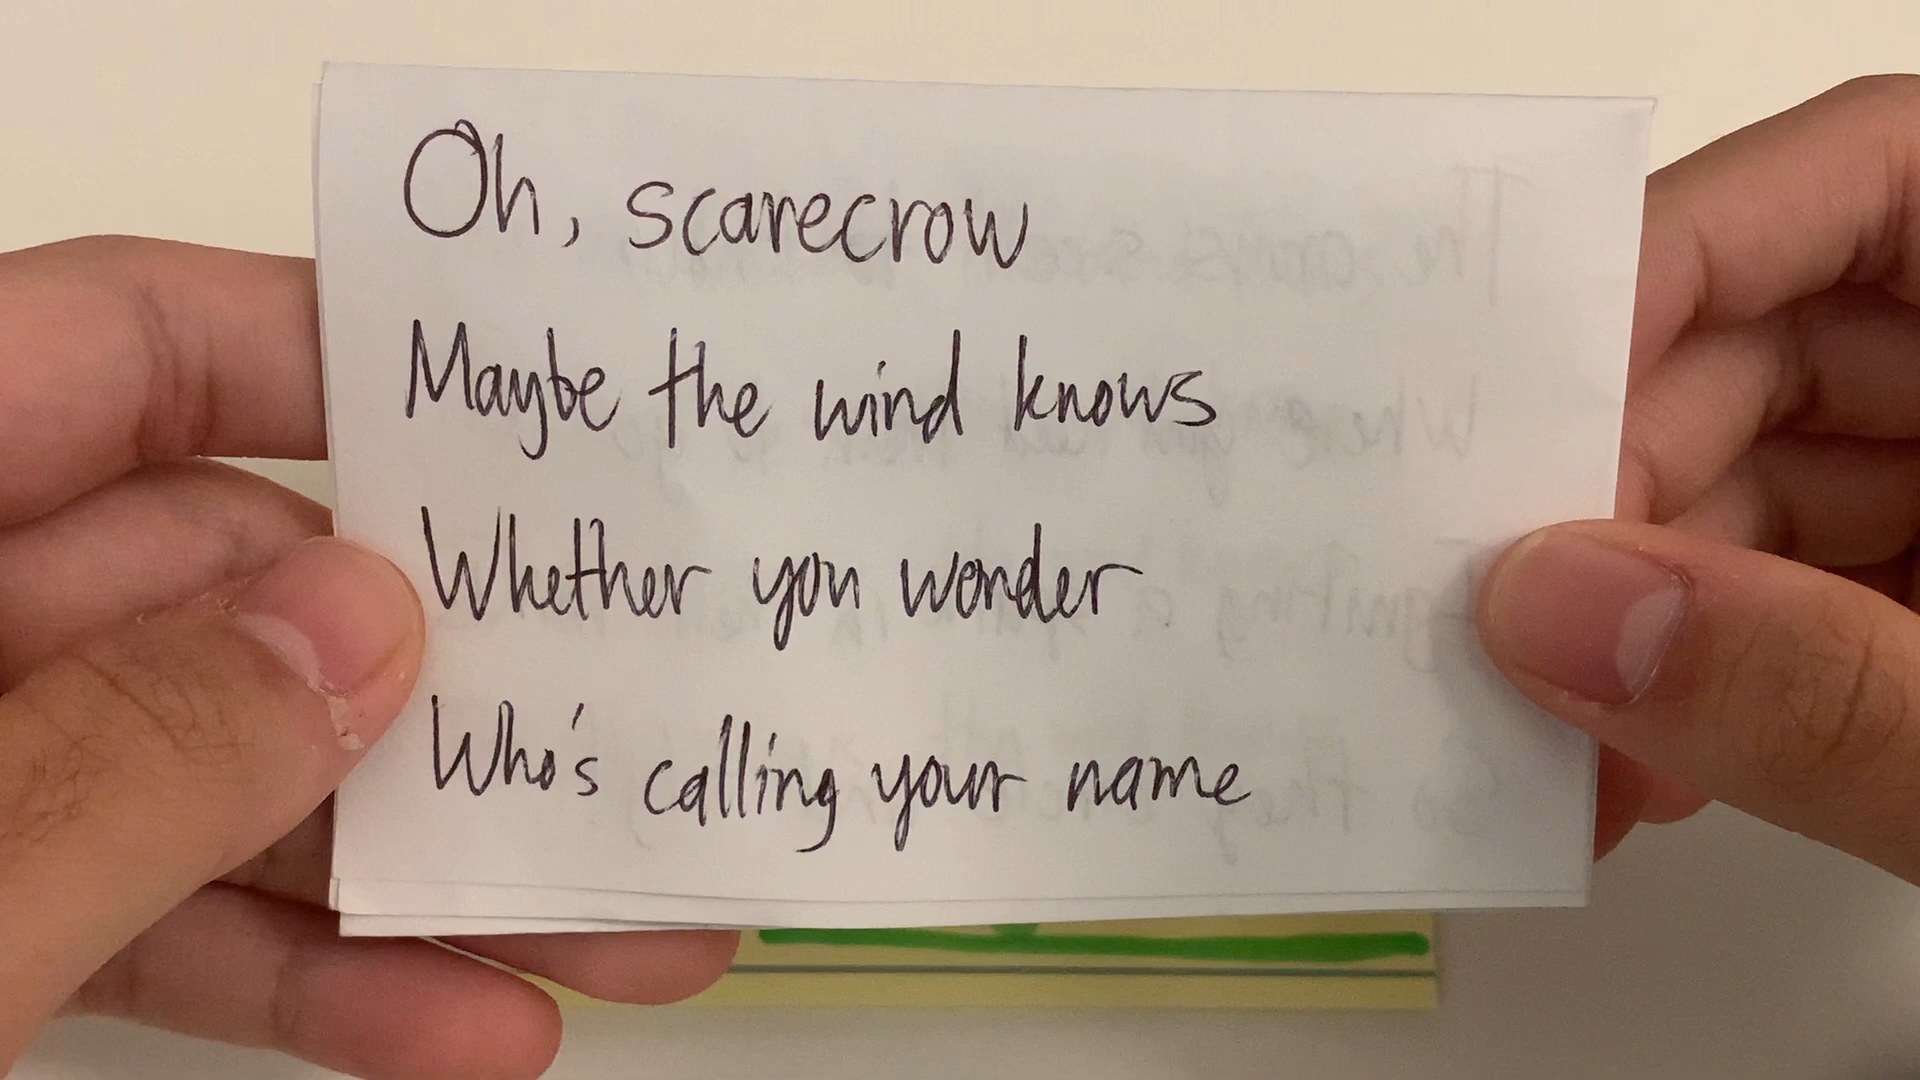 Oh, scarecrow
Maybe the wind knows
Whether you wonder
Who's calling your name